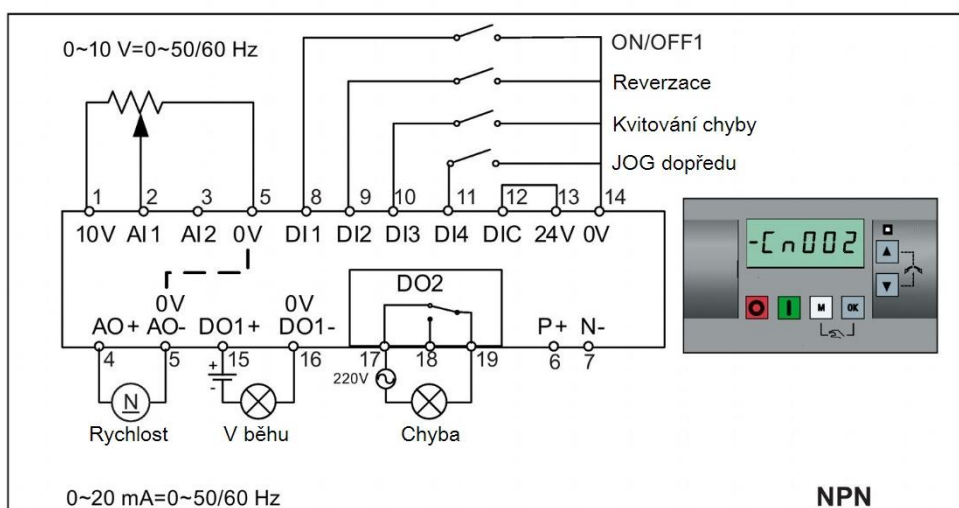 0~10 V=0~50/60 Hz
ON/OFF1
Reverzace
Kvitování chyby
JOG dopředu
1 2 3 5 8 9 10 11 12 13 14
10V AI1 AI2 0V DI1 DI2 DI3 DI4 DIC 24V 0V
-Cn002
M OK
DO2
0V 0V
AO+ AO- DO1+ DO1- P+ N-
4 5 15 16 17 18 19 6 7
+
-
220V
N
Rychlost V běhu Chyba
0~20 mA=0~50/60 Hz NPN